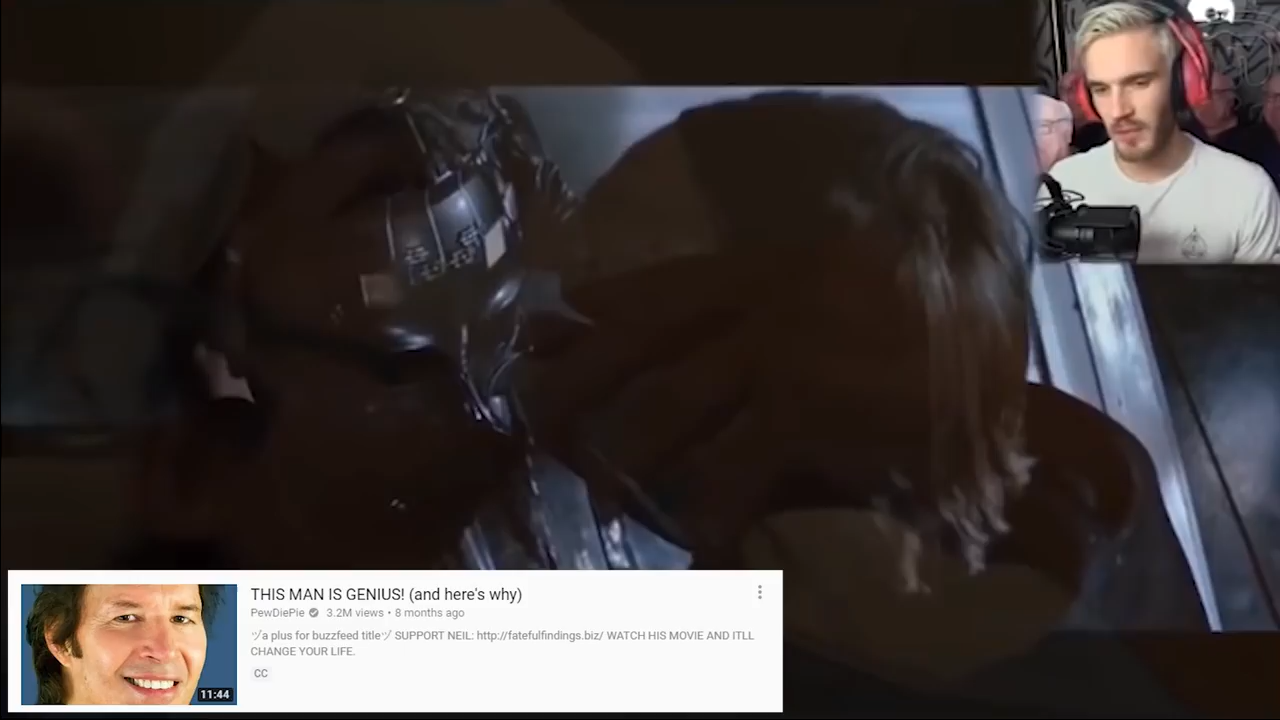 THIS MAN IS GENIUS! (and here's why)
PewDiePie 3.2M views • 8 months ago
ヅa plus for buzzfeed titleヅ SUPPORT NEIL: http://fatefulfindings.biz/ WATCH HIS MOVIE AND ITLL
CHANGE YOUR LIFE.
CC
11:44